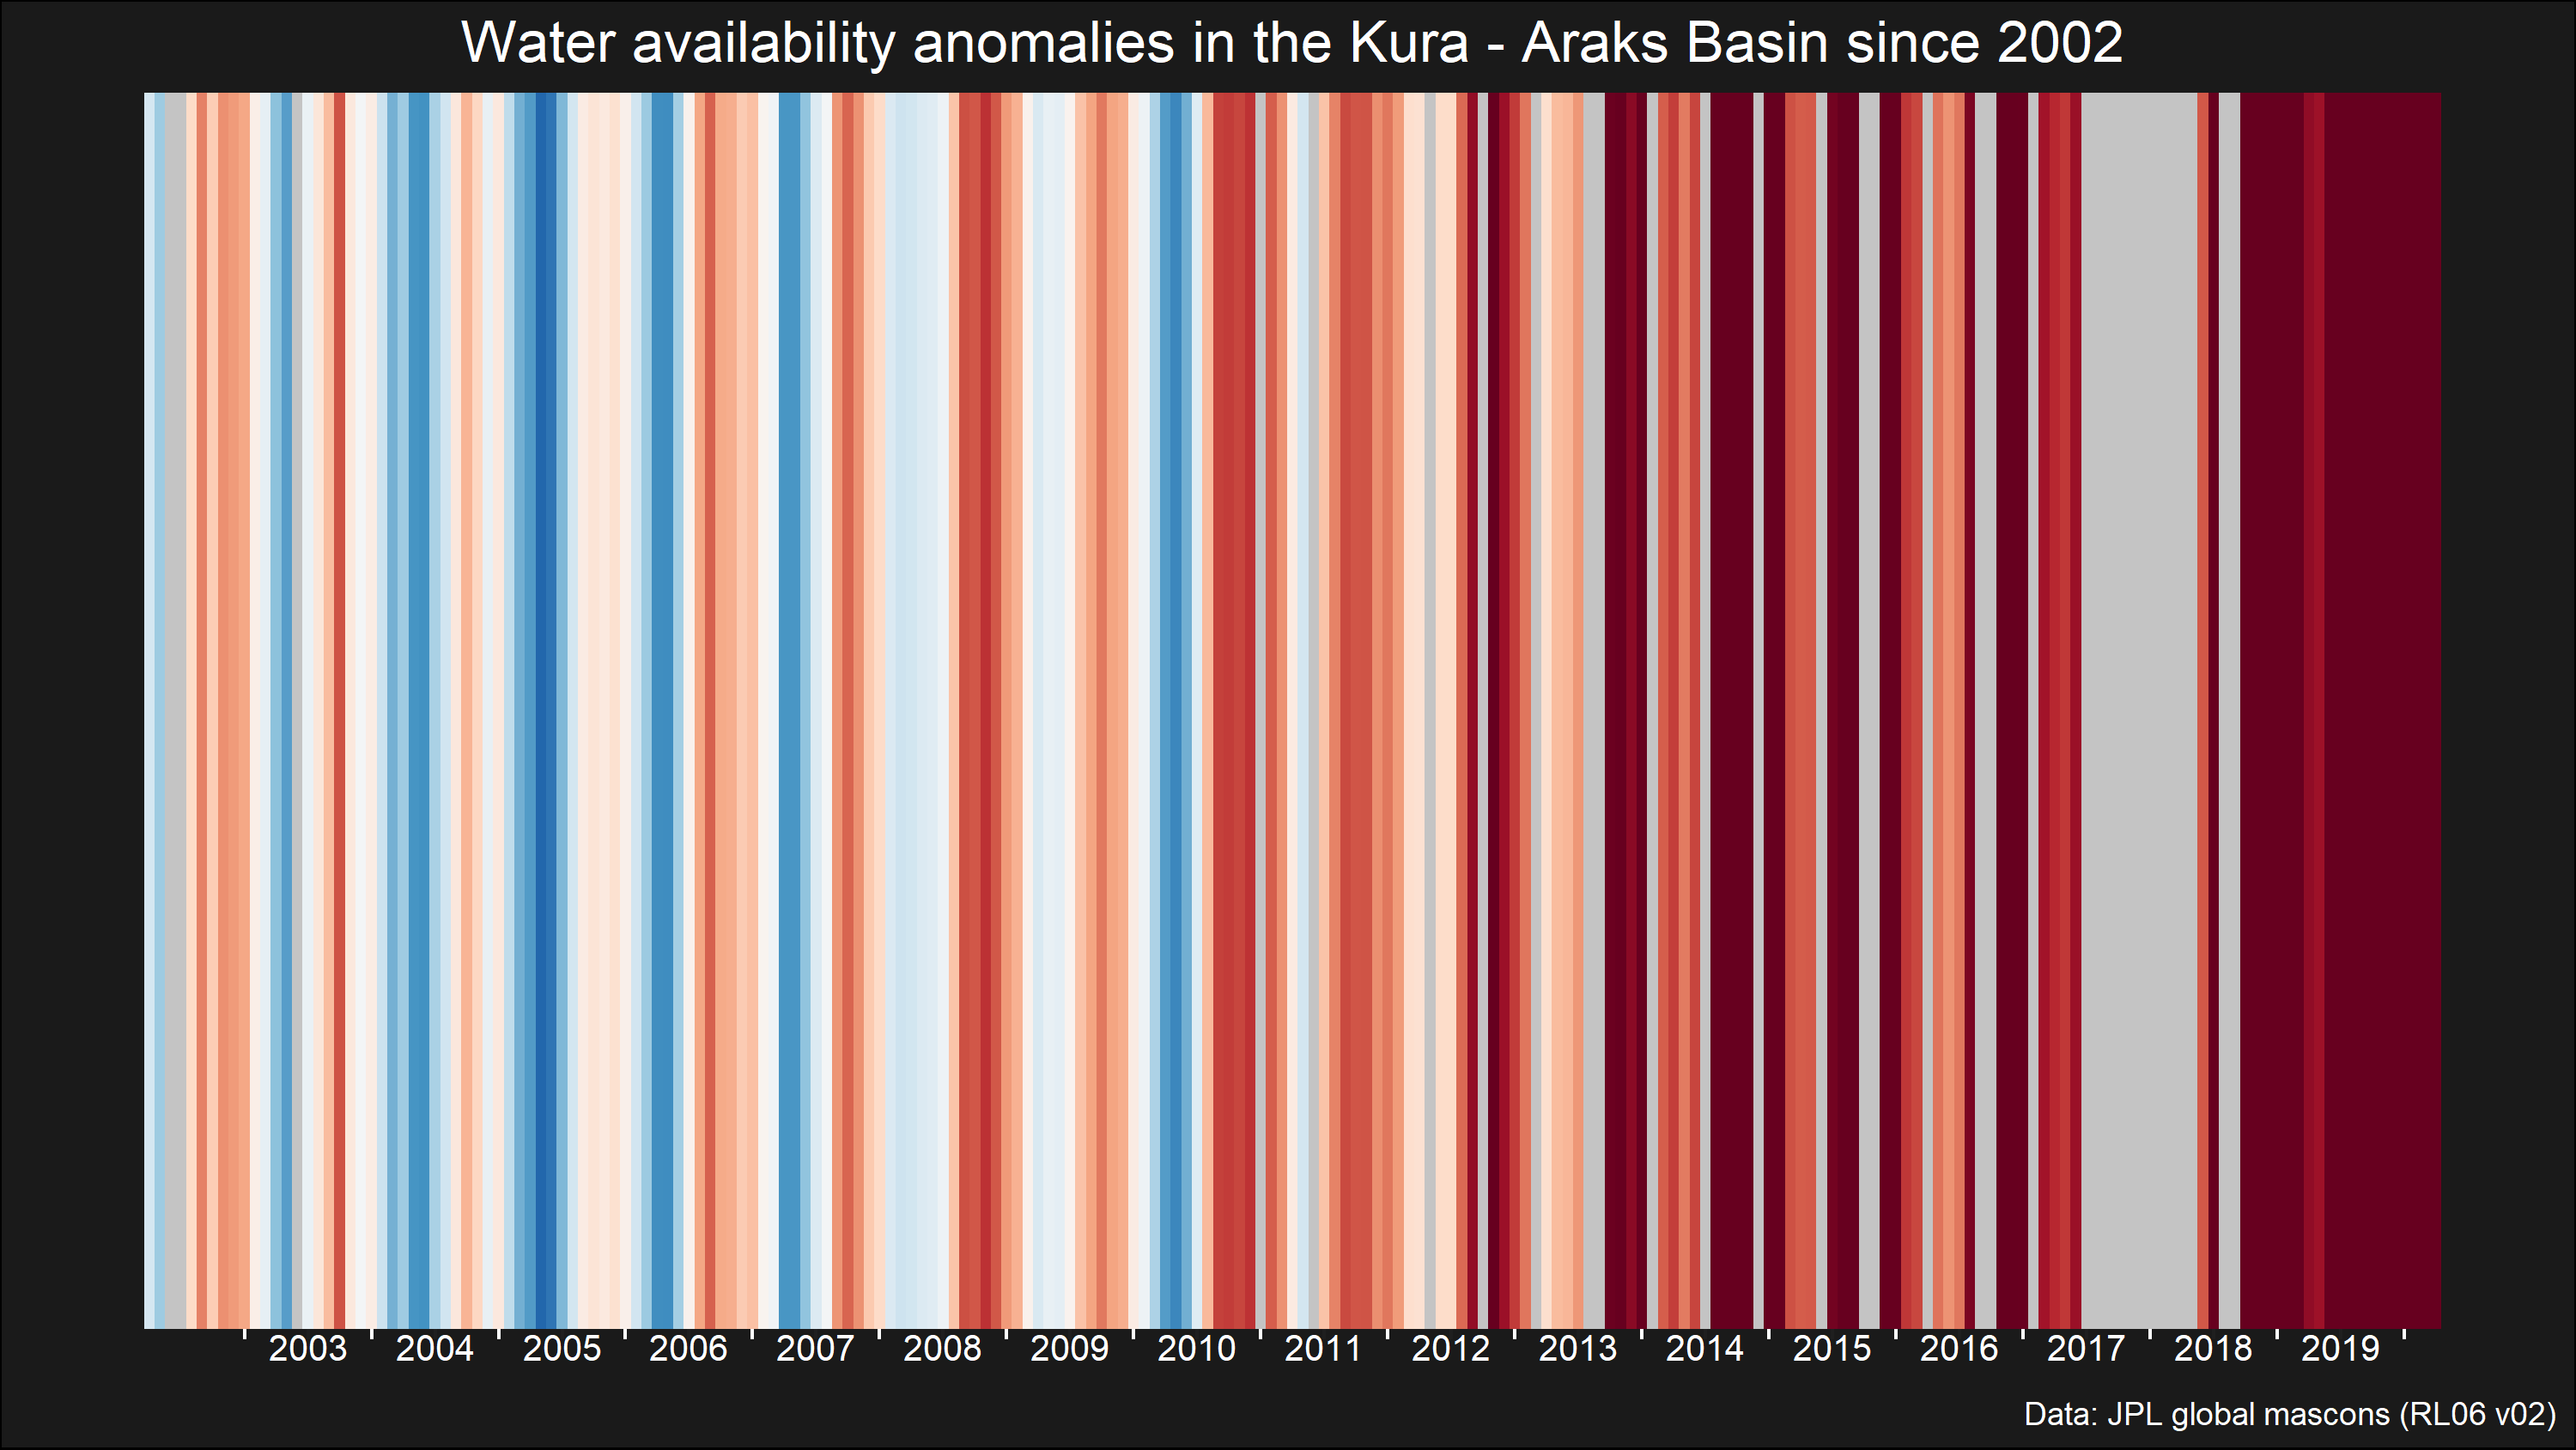 Water availability anomalies in the Kura - Araks Basin since 2002
2003 2004 2005 2006 2007 2008 2009 2010 2011 2012 2013 2014 2015 2016 2017 2018 2019
Data: JPL global mascons (RL06 v02)